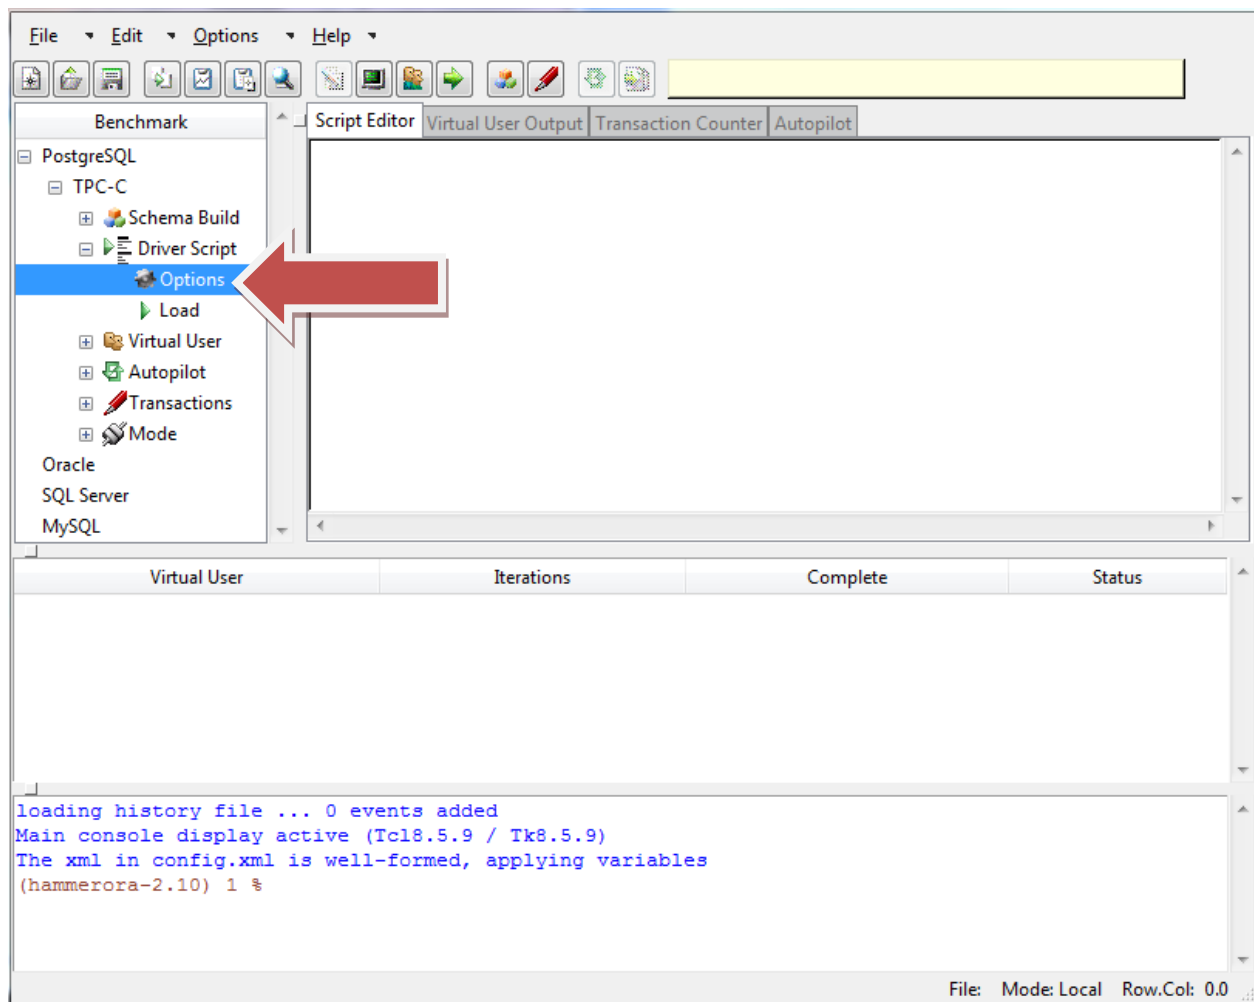 File Edit Options Help
Benchmark
Script Editor Virtual User Output Transaction Counter Autopilot
PostgreSQL
TPC-C
Schema Build
Driver Script
Options
Load
Virtual User
Autopilot
Transactions
Mode
Oracle
SQL Server
MySQL
Virtual User Iterations Complete Status
loading history file ... 0 events added
Main console display active (Tcl8.5.9 / Tk8.5.9)
The xml in config.xml is well-formed, applying variables
(hammerora-2.10) 1 %
File: Mode: Local Row.Col: 0.0